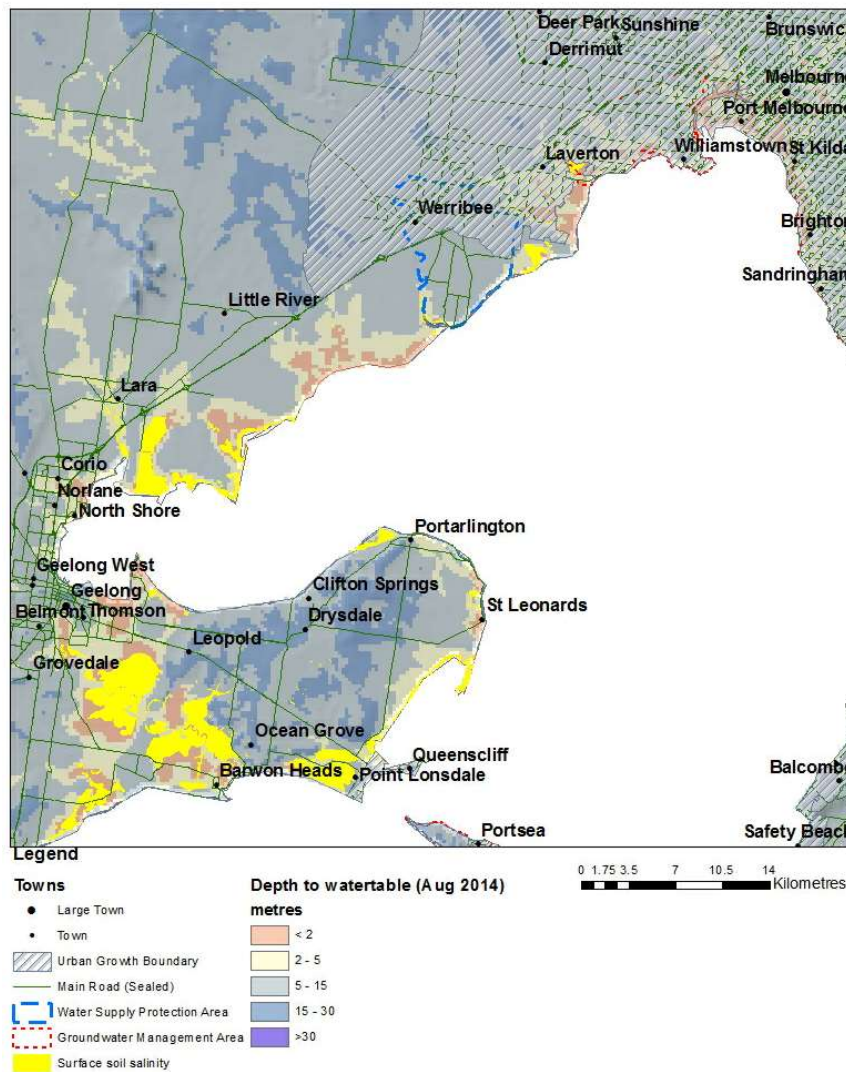 Deer Park
Sunshine
Brunswic
Derrimut
Melbourne
Port Melbourne
Williamstown
St Kilda
Laverton
Werribee
Brighton
Sandringham
Little River
Lara
Corio
Norlane
North Shore
Portarlington
Geelong West
Clifton Springs
Geelong
Thomson
St Leonards
Belmont
Drysdale
Leopold
Grovedale
Ocean Grove
Queenscliff
Barwon Heads
Point Lonsdale
Balcombe
Portsea
Safety Beach
Legend
0 1.75 3.5 7 10.5 14
Kilometres
Towns
Large Town
Town
Urban Growth Boundary
Main Road (Sealed)
Water Supply Protection Area
Groundwater Management Area
Surface soil salinity
Depth to watertable (Aug 2014)
metres
< 2
2 - 5
5 - 15
15 - 30
>30